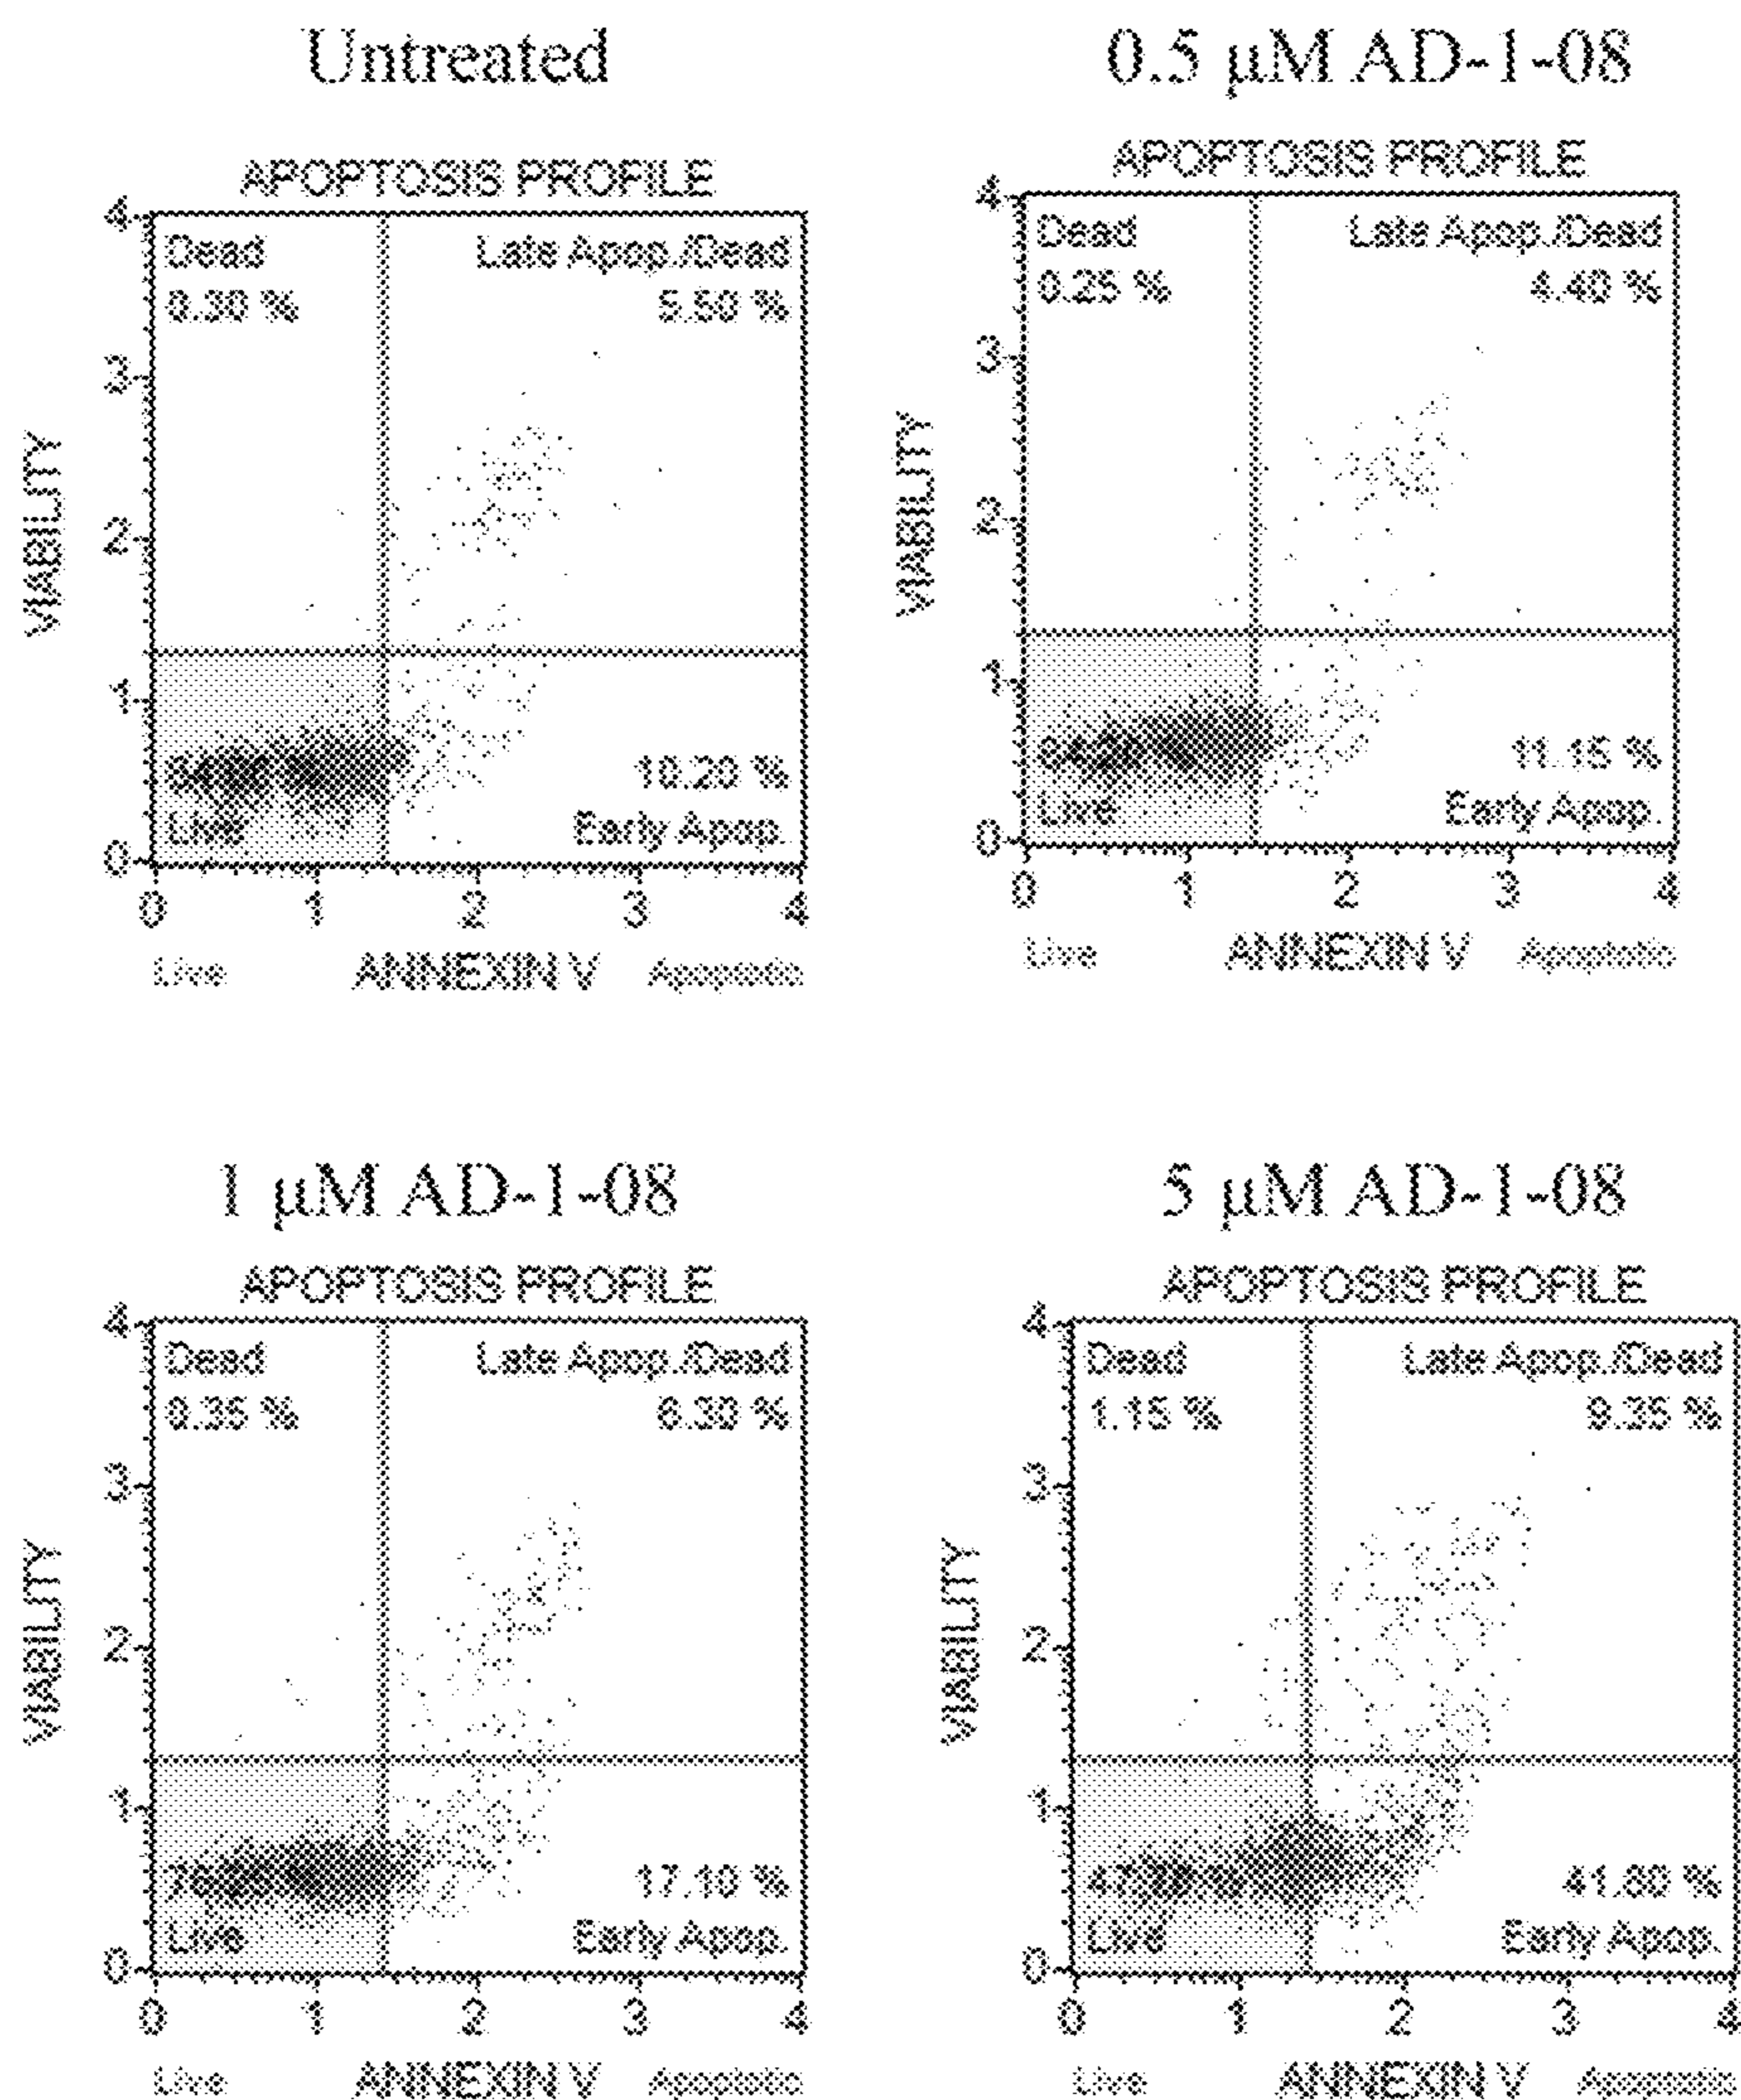 Untreated
APOPTOSIS PROFILE
4
Dead
Late Apop./Dead
0.30 %
5.50 %
3
VIABILITY
2
1
10.20 %
Live
Early Apop.
0
0 1 2 3 4
Live ANNEXIN V Apoptotic
0.5 µM AD-1-08
APOPTOSIS PROFILE
4
Dead
Late Apop./Dead
0.25 %
4.40 %
3
VIABILITY
2
1
11.15 %
Live
Early Apop.
0
0 1 2 3 4
Live ANNEXIN V Apoptotic
1 µM AD-1-08
APOPTOSIS PROFILE
4
Dead
Late Apop./Dead
0.35 %
6.30 %
3
VIABILITY
2
1
17.10 %
Live
Early Apop.
0
0 1 2 3 4
Live ANNEXIN V Apoptotic
5 µM AD-1-08
APOPTOSIS PROFILE
4
Dead
Late Apop./Dead
1.15 %
9.35 %
3
VIABILITY
2
1
41.80 %
Live
Early Apop.
0
0 1 2 3 4
Live ANNEXIN V Apoptotic